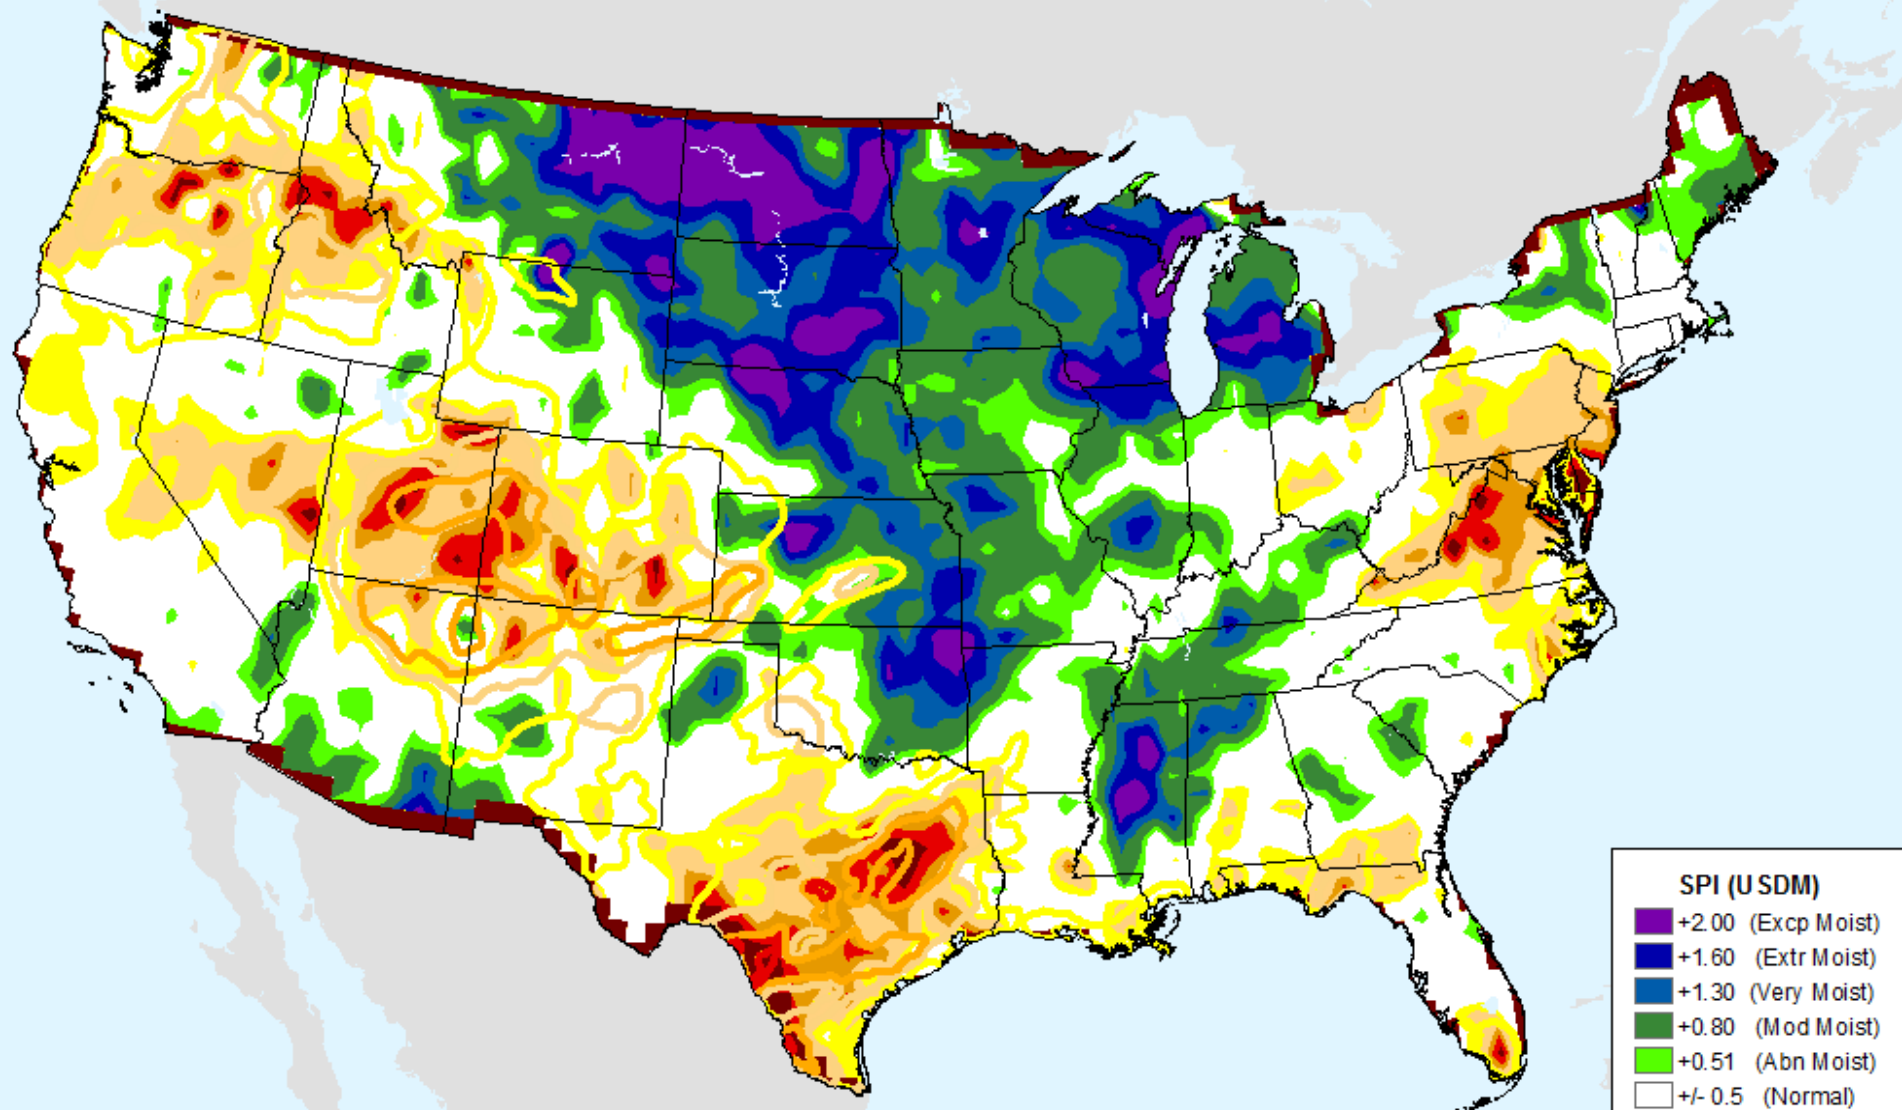 SPI (USDM)
+2.00 (Excp Moist)
+1.60 (Extr Moist)
+1.30 (Very Moist)
+0.80 (Mod Moist)
+0.51 (Abn Moist)
+/- 0.5 (Normal)